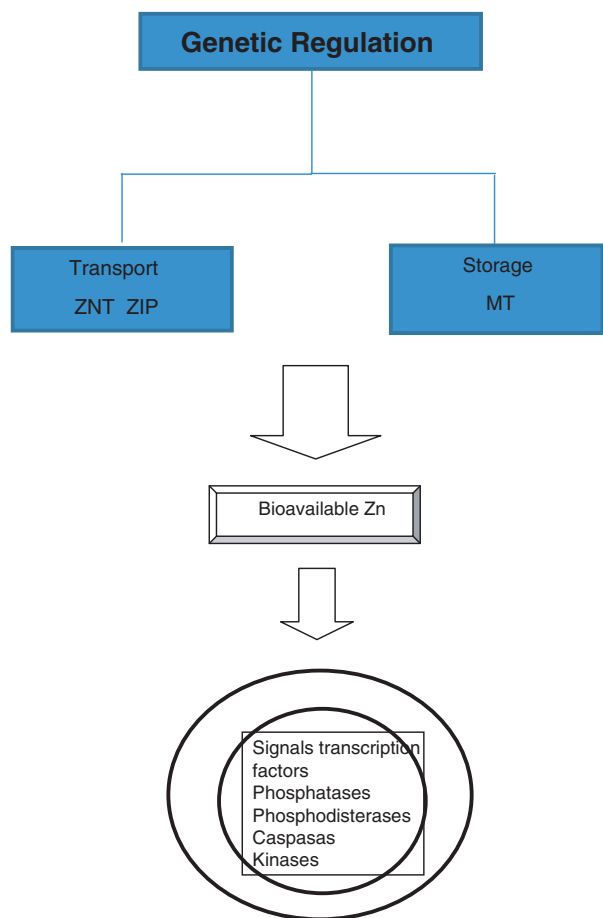 Genetic Regulation
Transport
ZNT ZIP
Storage
MT
Bioavailable Zn
Signals transcription
factors
Phosphatases
Phosphodisterases
Caspasas
Kinases